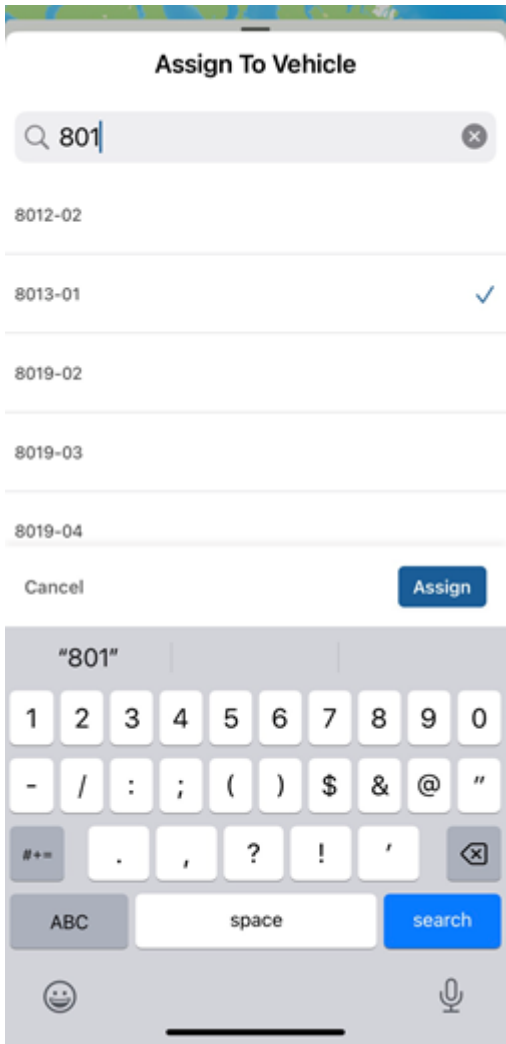 Assign To Vehicle
801
8012-02
8013-01
8019-02
8019-03
8019-04
Cancel Assign
"801"
1 2 3 4 5 6 7 8 9 0
- / : ; ( ) $ & @ "
#+= . , ? ! '
ABC space search